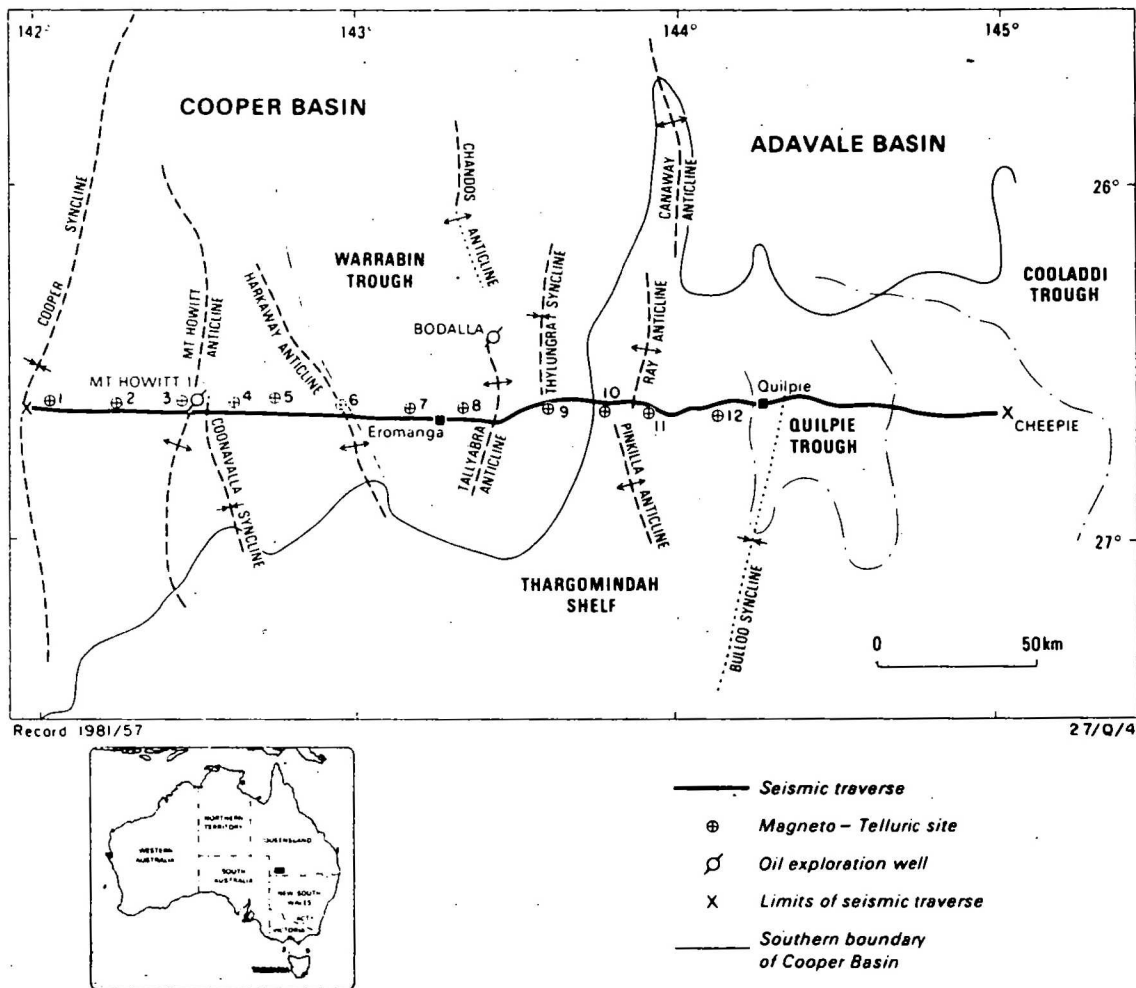 142°
143°
144°
145°
COOPER BASIN
ADAVALE BASIN
26°
COOPER
SYNCLINE
CHANDOS
ANTICLINE
CANAWAY
ANTICLINE
WARRABIN
TROUGH
COOLADDI
TROUGH
MT HOWITT
ANTICLINE
HARKAWAY ANTICLINE
BODALLA
THYLUNGRA SYNCLINE
RAY ANTICLINE
MT HOWITT 1
1
2
3
4
5
6
7
8
9
10
11
12
Quilpie
Eromanga
CHEEPIE
QUILPIE
TROUGH
COONAVALLA
SYNCLINE
TALLYABRA
ANTICLINE
PINKILLA
ANTICLINE
27°
THARGOMINDAH
SHELF
BULLOO SYNCLINE
0
50km
Record 1981/57
27/Q/4
NORTHERN
TERRITORY
QUEENSLAND
WESTERN
AUSTRALIA
SOUTH
AUSTRALIA
NEW SOUTH
WALES
ACT
VICTORIA
Seismic traverse
Magneto – Telluric site
Oil exploration well
X Limits of seismic traverse
Southern boundary
of Cooper Basin